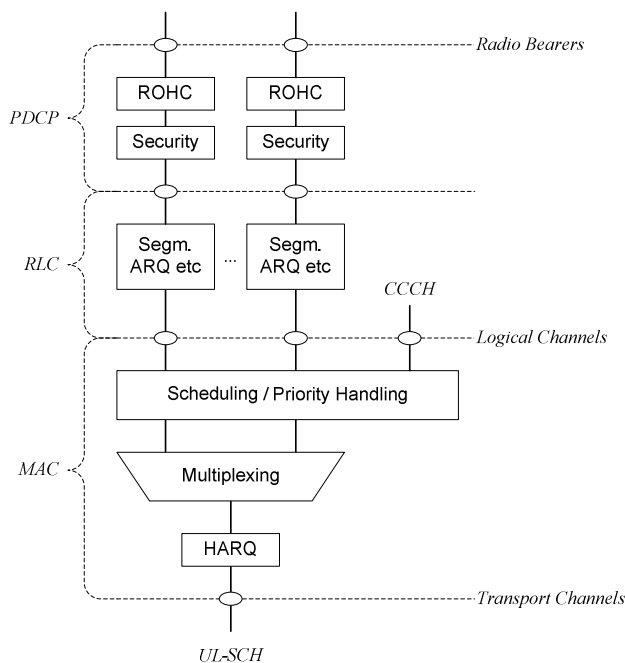 Radio Bearers
ROHC
ROHC
PDCP
Security
Security
Segm.
ARQ etc
...
Segm.
ARQ etc
RLC
CCCH
Logical Channels
Scheduling / Priority Handling
MAC
Multiplexing
HARQ
Transport Channels
UL-SCH